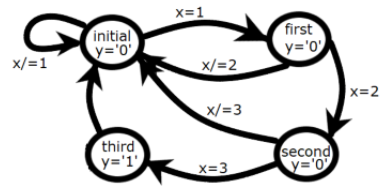 x=1
initial
y='0'
first
y='0'
x/=1
x/=2
x=2
x/=3
third
y='1'
x=3
second
y='0'